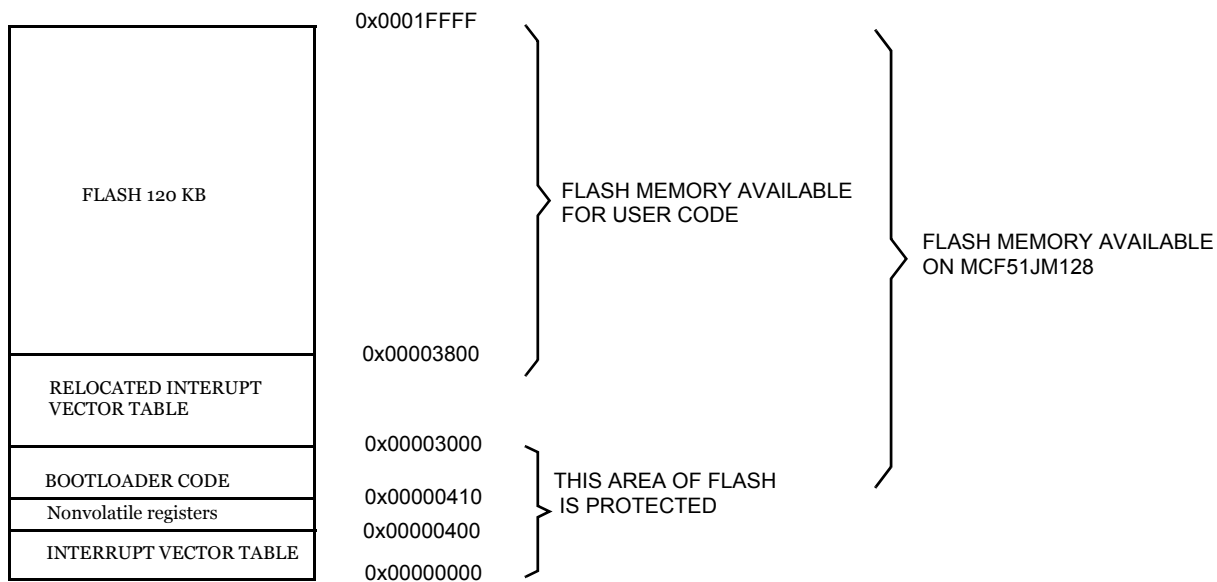 0x0001FFFF
FLASH 120 KB
FLASH MEMORY AVAILABLE
FOR USER CODE
FLASH MEMORY AVAILABLE
ON MCF51JM128
0x00003800
RELOCATED INTERUPT
VECTOR TABLE
0x00003000
BOOTLOADER CODE
THIS AREA OF FLASH
IS PROTECTED
0x00000410
Nonvolatile registers
0x00000400
INTERRUPT VECTOR TABLE
0x00000000